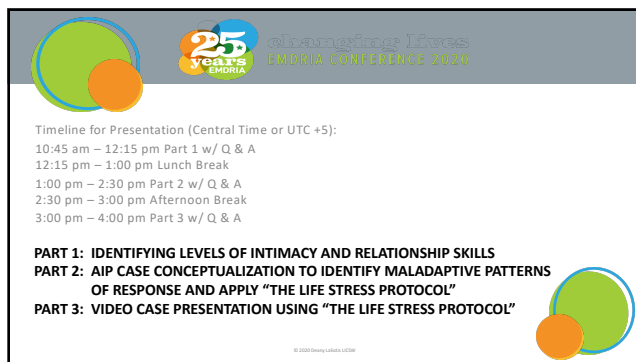 25
years
EMDRIA
changing lives
EMDRIA CONFERENCE 2020
Timeline for Presentation (Central Time or UTC +5):
10:45 am – 12:15 pm Part 1 w/ Q & A
12:15 pm – 1:00 pm Lunch Break
1:00 pm – 2:30 pm Part 2 w/ Q & A
2:30 pm – 3:00 pm Afternoon Break
3:00 pm – 4:00 pm Part 3 w/ Q & A
PART 1: IDENTIFYING LEVELS OF INTIMACY AND RELATIONSHIP SKILLS
PART 2: AIP CASE CONCEPTUALIZATION TO IDENTIFY MALADAPTIVE PATTERNS
OF RESPONSE AND APPLY “THE LIFE STRESS PROTOCOL”
PART 3: VIDEO CASE PRESENTATION USING “THE LIFE STRESS PROTOCOL”
© 2020